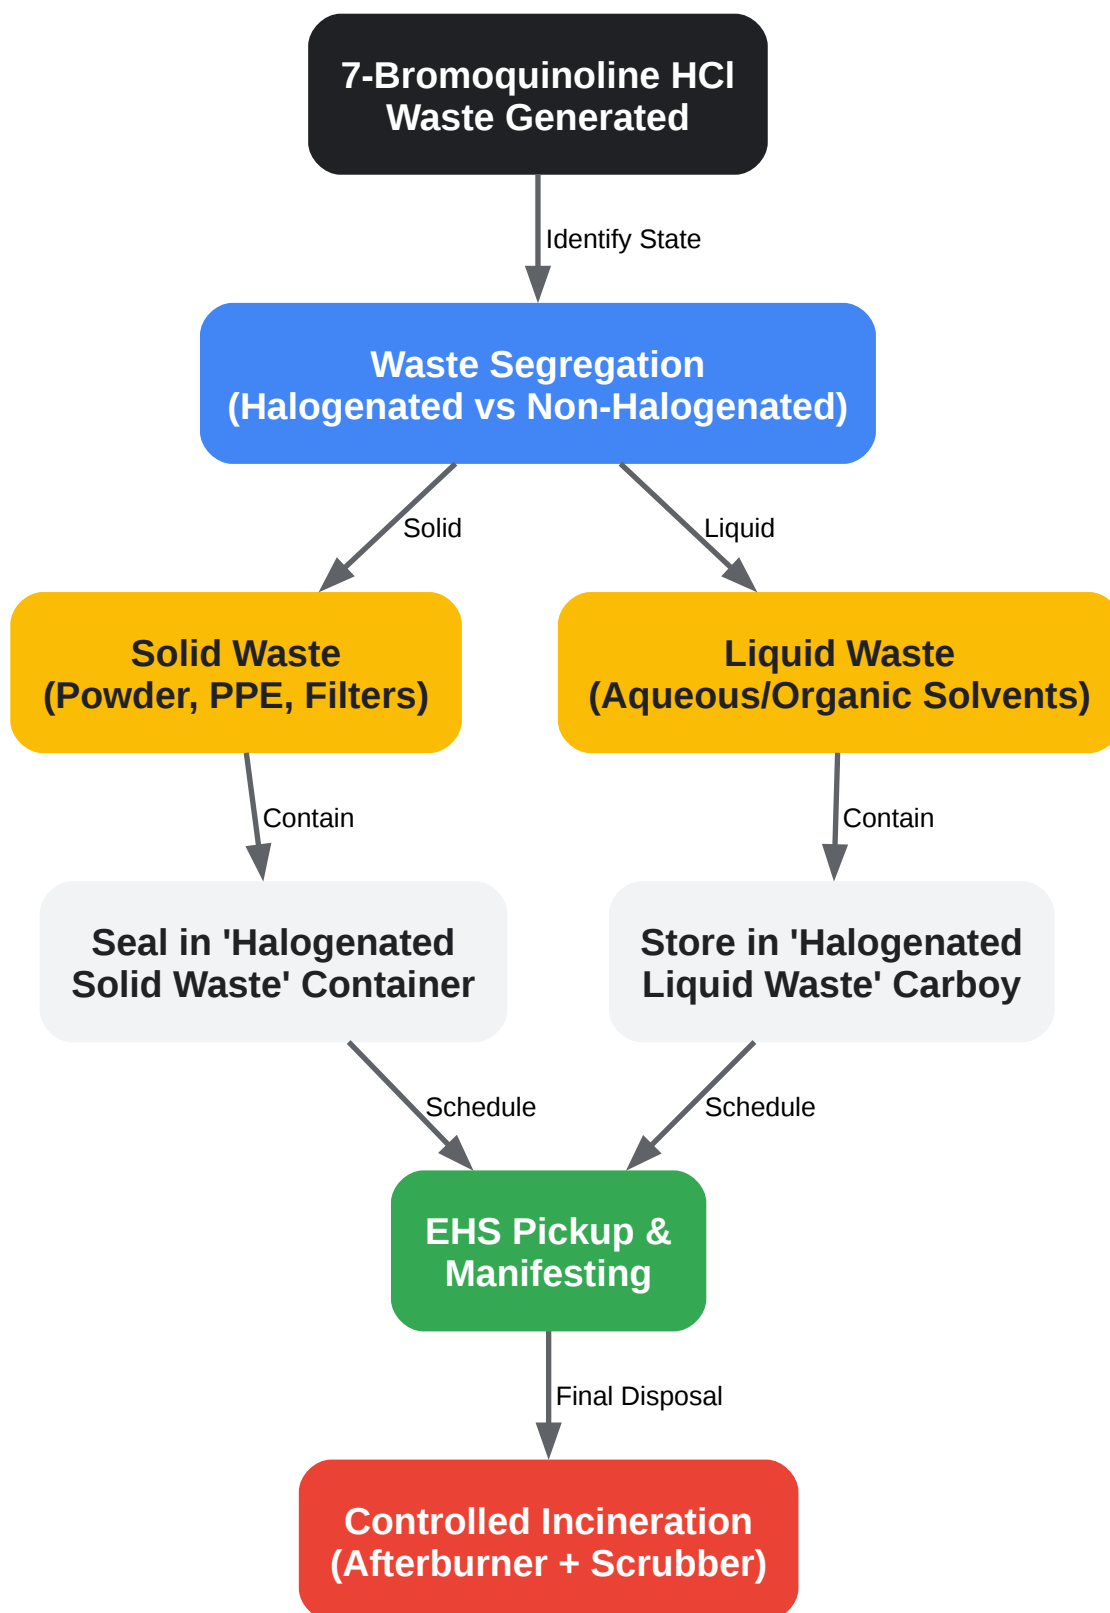 7-Bromoquinoline HCl
Waste Generated
Identify State
Waste Segregation
(Halogenated vs Non-Halogenated)
Solid
Liquid
Solid Waste
(Powder, PPE, Filters)
Liquid Waste
(Aqueous/Organic Solvents)
Contain
Contain
Seal in 'Halogenated
Solid Waste' Container
Store in 'Halogenated
Liquid Waste' Carboy
Schedule
Schedule
EHS Pickup &
Manifesting
Final Disposal
Controlled Incineration
(Afterburner + Scrubber)